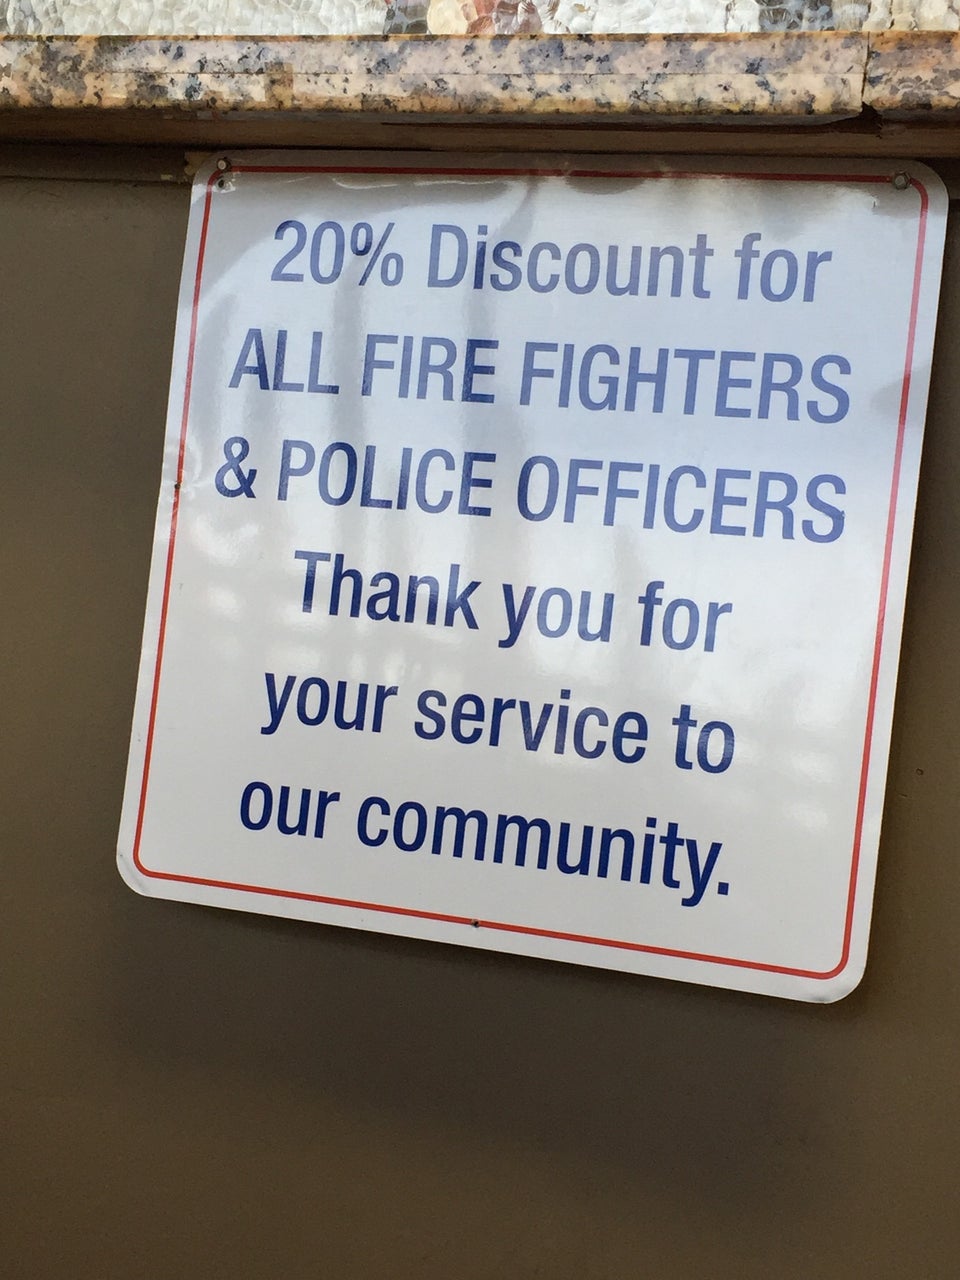 20% Discount for
ALL FIRE FIGHTERS
& POLICE OFFICERS
Thank you for
your service to
our community.